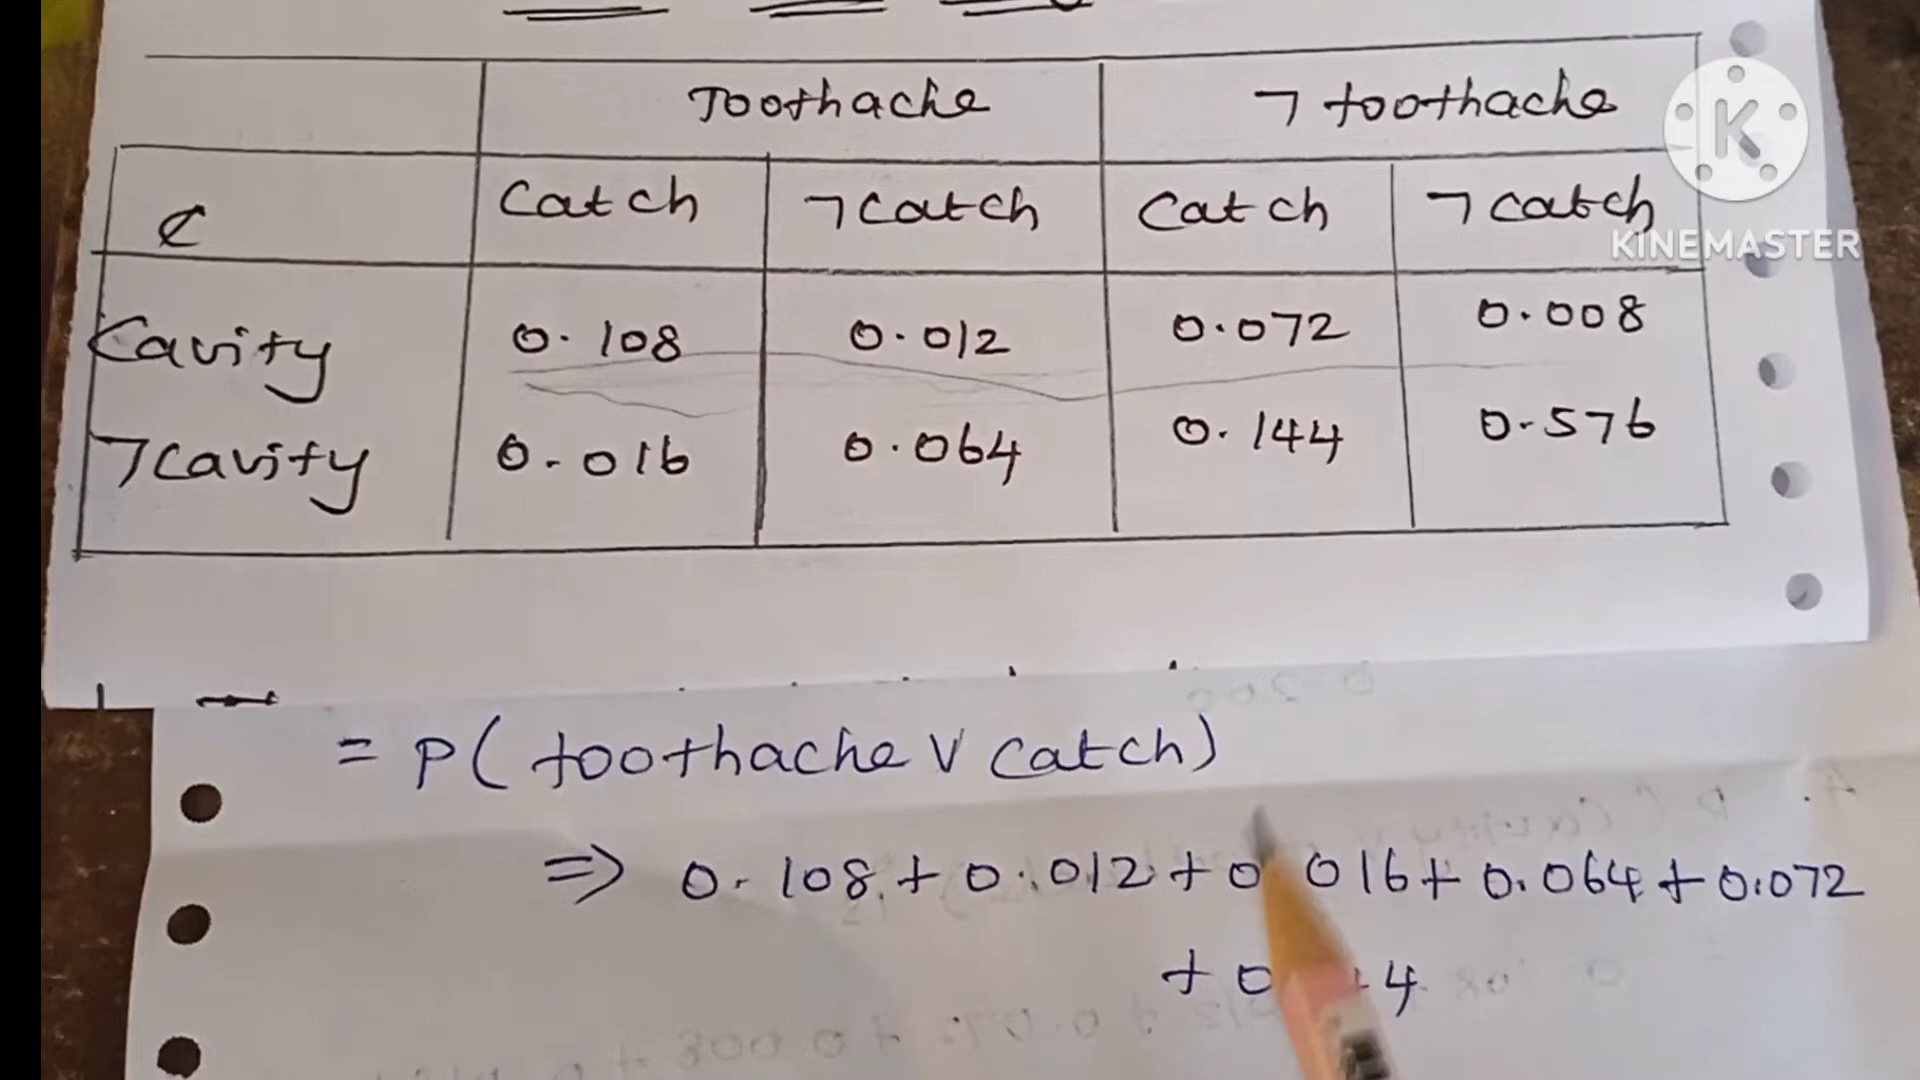 Toothache ¬ toothache
¢ Catch ¬catch Catch ¬ catch
Cavity 0.108 0.012 0.072 0.008
¬Cavity 0.016 0.064 0.144 0.576
K
KINEMASTER
= P( toothache ∨ catch)
=> 0.108 + 0.012 + 0 016 + 0.064 + 0.072
+ 0 4